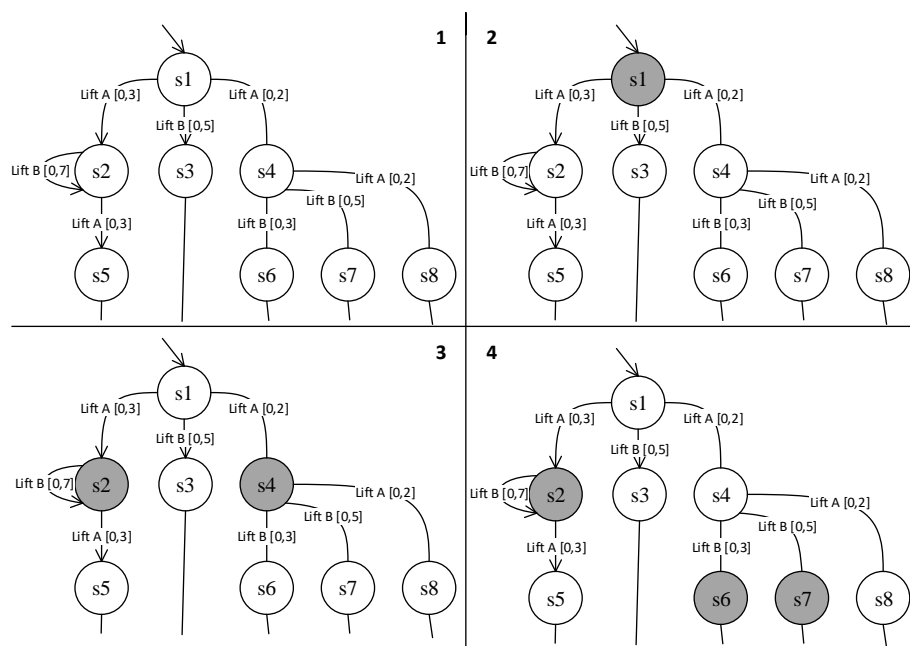 1
s1
Lift A [0,3]
Lift A [0,2]
Lift B [0,5]
Lift B [0,7]
s2
s3
s4
Lift A [0,2]
Lift B [0,5]
Lift A [0,3]
Lift B [0,3]
s5
s6
s7
s8
2
s1
Lift A [0,3]
Lift A [0,2]
Lift B [0,5]
Lift B [0,7]
s2
s3
s4
Lift A [0,2]
Lift B [0,5]
Lift A [0,3]
Lift B [0,3]
s5
s6
s7
s8
3
s1
Lift A [0,3]
Lift A [0,2]
Lift B [0,5]
Lift B [0,7]
s2
s3
s4
Lift A [0,2]
Lift B [0,5]
Lift A [0,3]
Lift B [0,3]
s5
s6
s7
s8
4
s1
Lift A [0,3]
Lift A [0,2]
Lift B [0,5]
Lift B [0,7]
s2
s3
s4
Lift A [0,2]
Lift B [0,5]
Lift A [0,3]
Lift B [0,3]
s5
s6
s7
s8